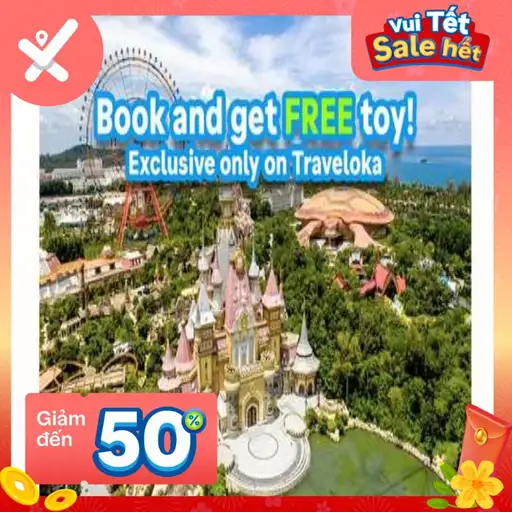 Vui Tết
Sale hết
Book and get FREE toy!
Exclusive only on Traveloka
Giảm
đến
50%